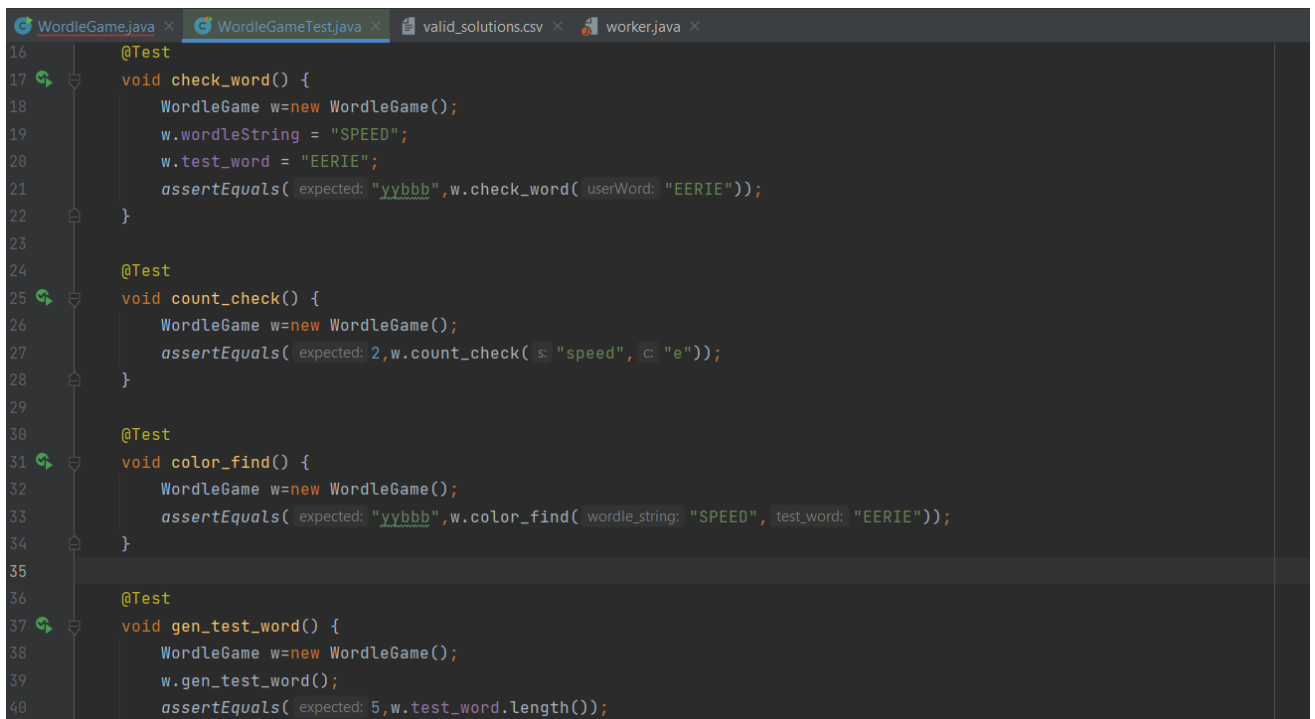 WordleGame.java × WordleGameTest.java × valid_solutions.csv × worker.java ×
16 @Test
17 void check_word() {
18 WordleGame w=new WordleGame();
19 w.wordleString = "SPEED";
20 w.test_word = "EERIE";
21 assertEquals( expected: "yybbb",w.check_word( userWord: "EERIE"));
22 }
23
24 @Test
25 void count_check() {
26 WordleGame w=new WordleGame();
27 assertEquals( expected: 2,w.count_check( s: "speed", c: "e"));
28 }
29
30 @Test
31 void color_find() {
32 WordleGame w=new WordleGame();
33 assertEquals( expected: "yybbb",w.color_find( wordle_string: "SPEED", test_word: "EERIE"));
34 }
35
36 @Test
37 void gen_test_word() {
38 WordleGame w=new WordleGame();
39 w.gen_test_word();
40 assertEquals( expected: 5,w.test_word.length());